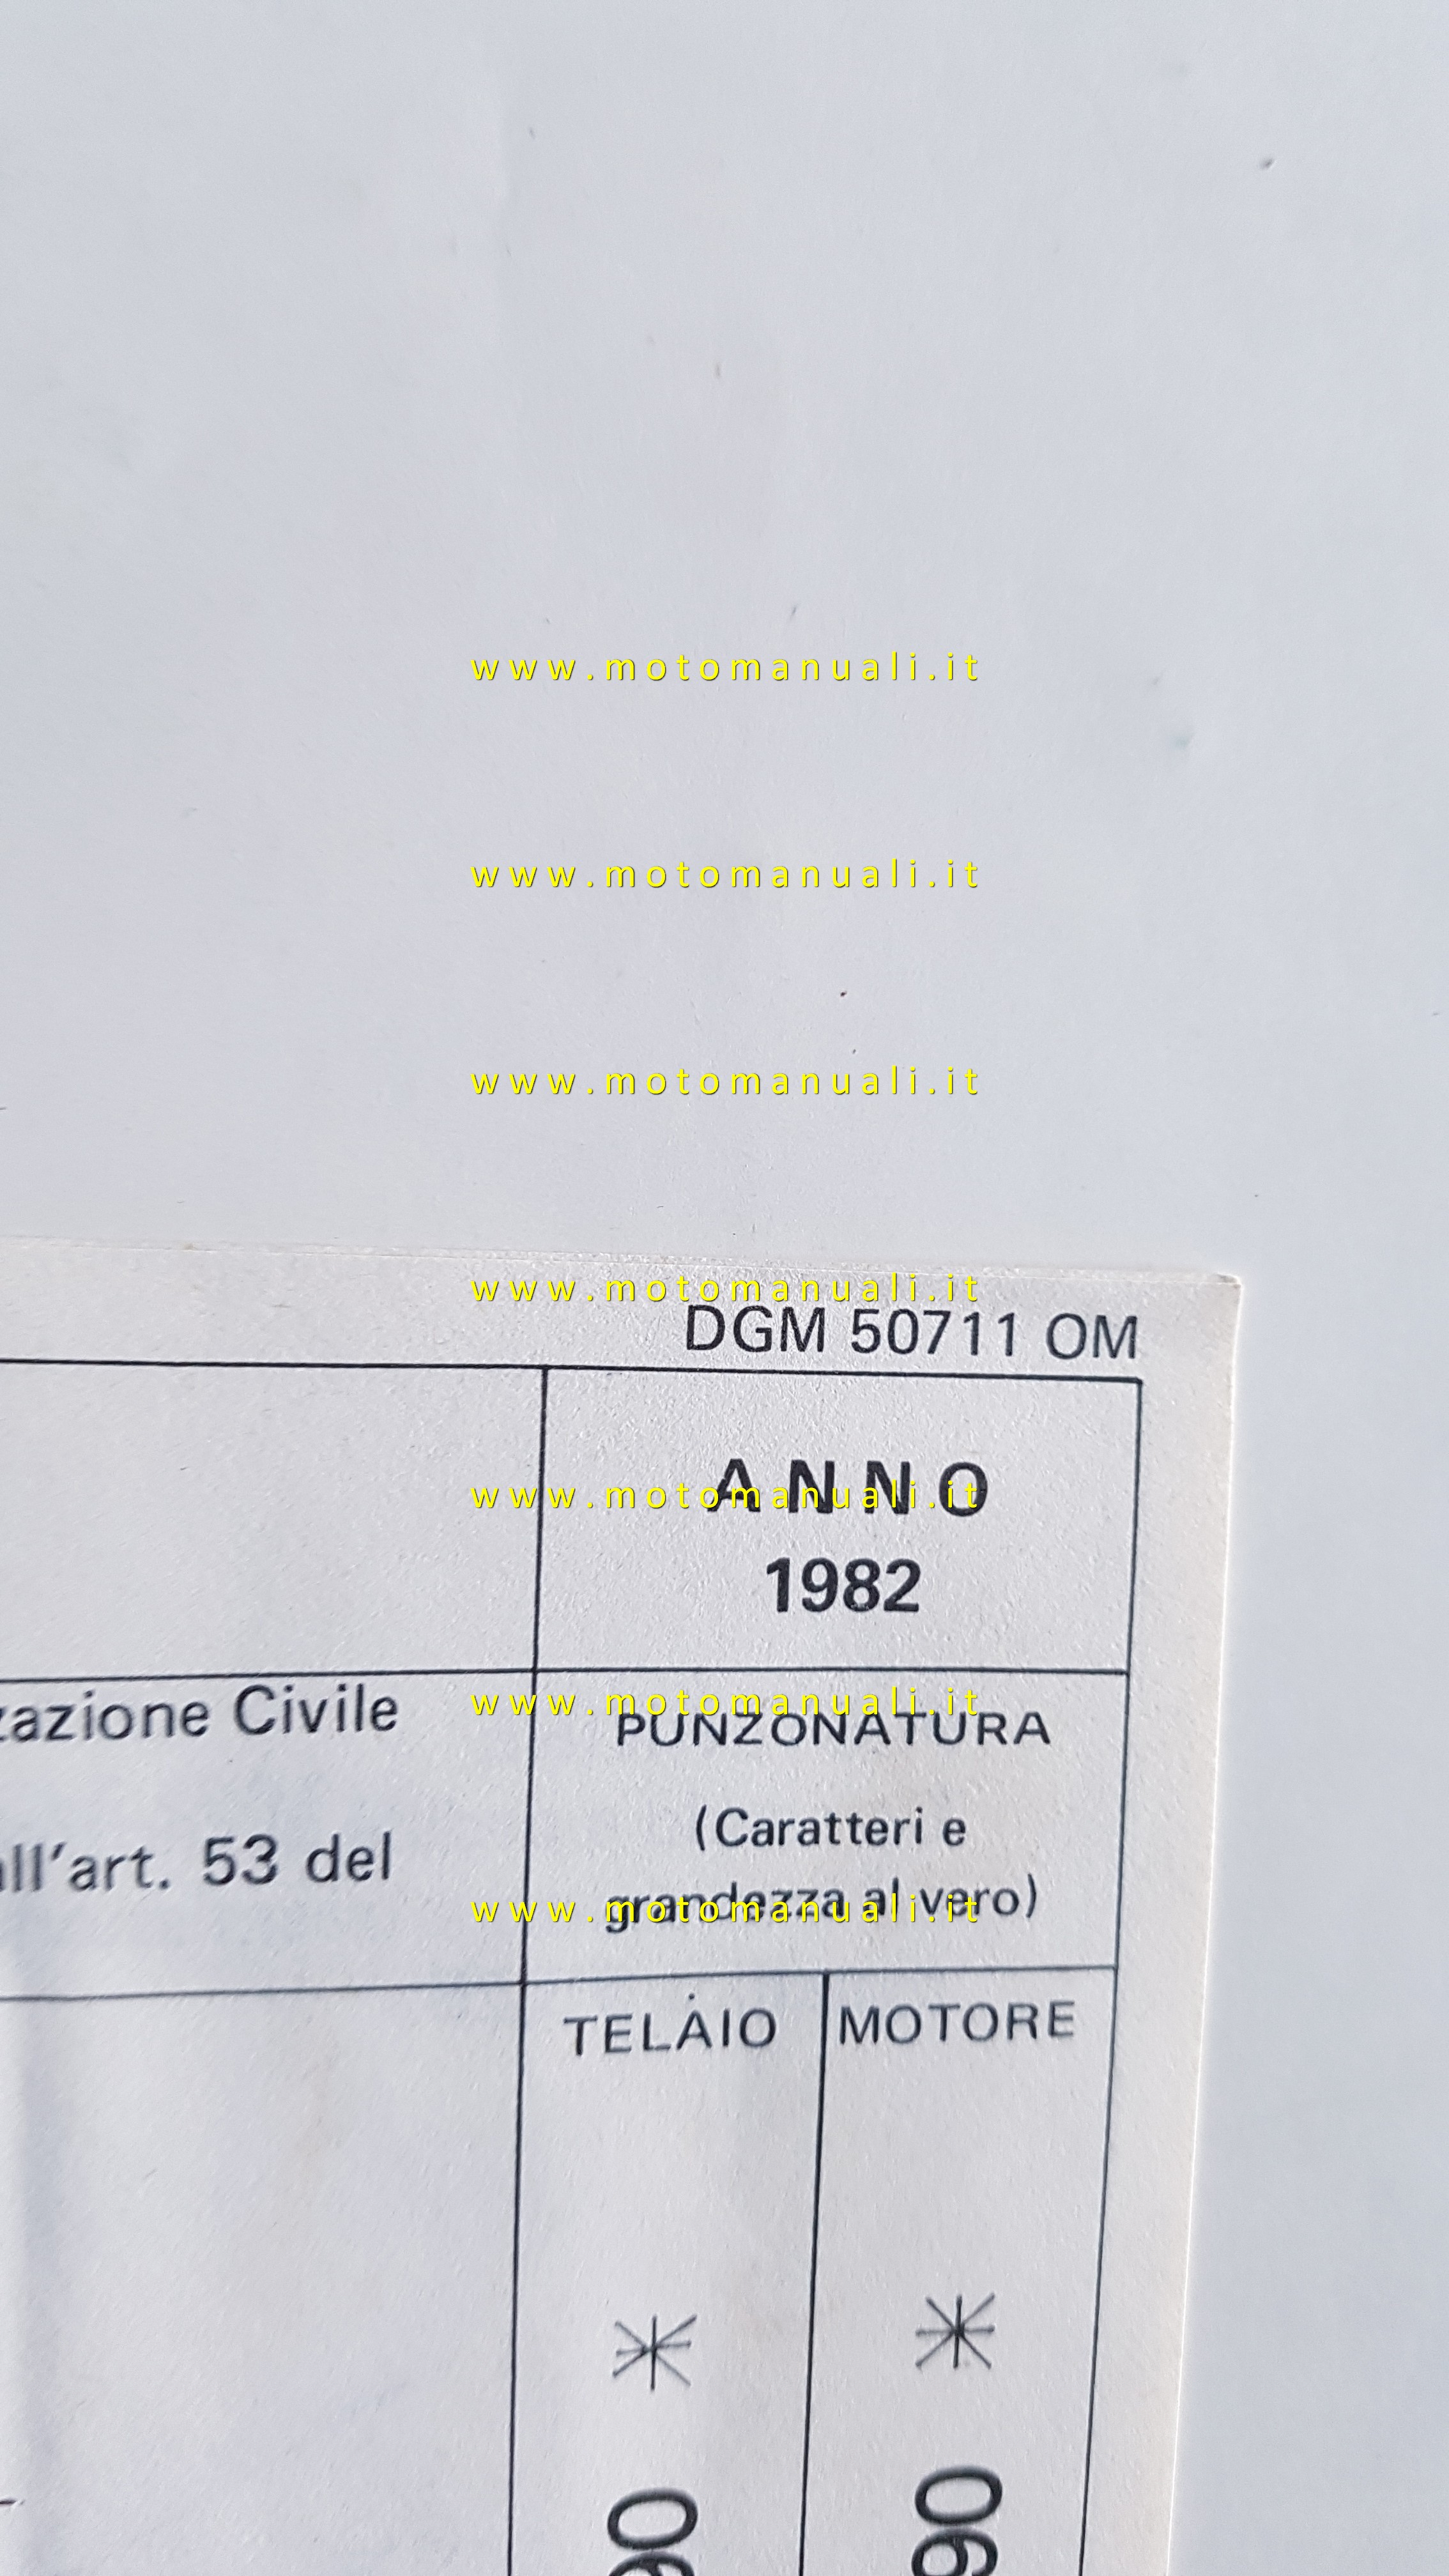 www.motomanuali.it
www.motomanuali.it
www.motomanuali.it
www.motomanuali.it
DGM 50711 OM
ANNO
www.motomanuali.it
1982
zazione Civile
www.motomanuali.it
PUNZONATURA
(Caratteri e
all'art. 53 del
grandezza al vero)
www.motomanuali.it
TELAIO
MOTORE
* *